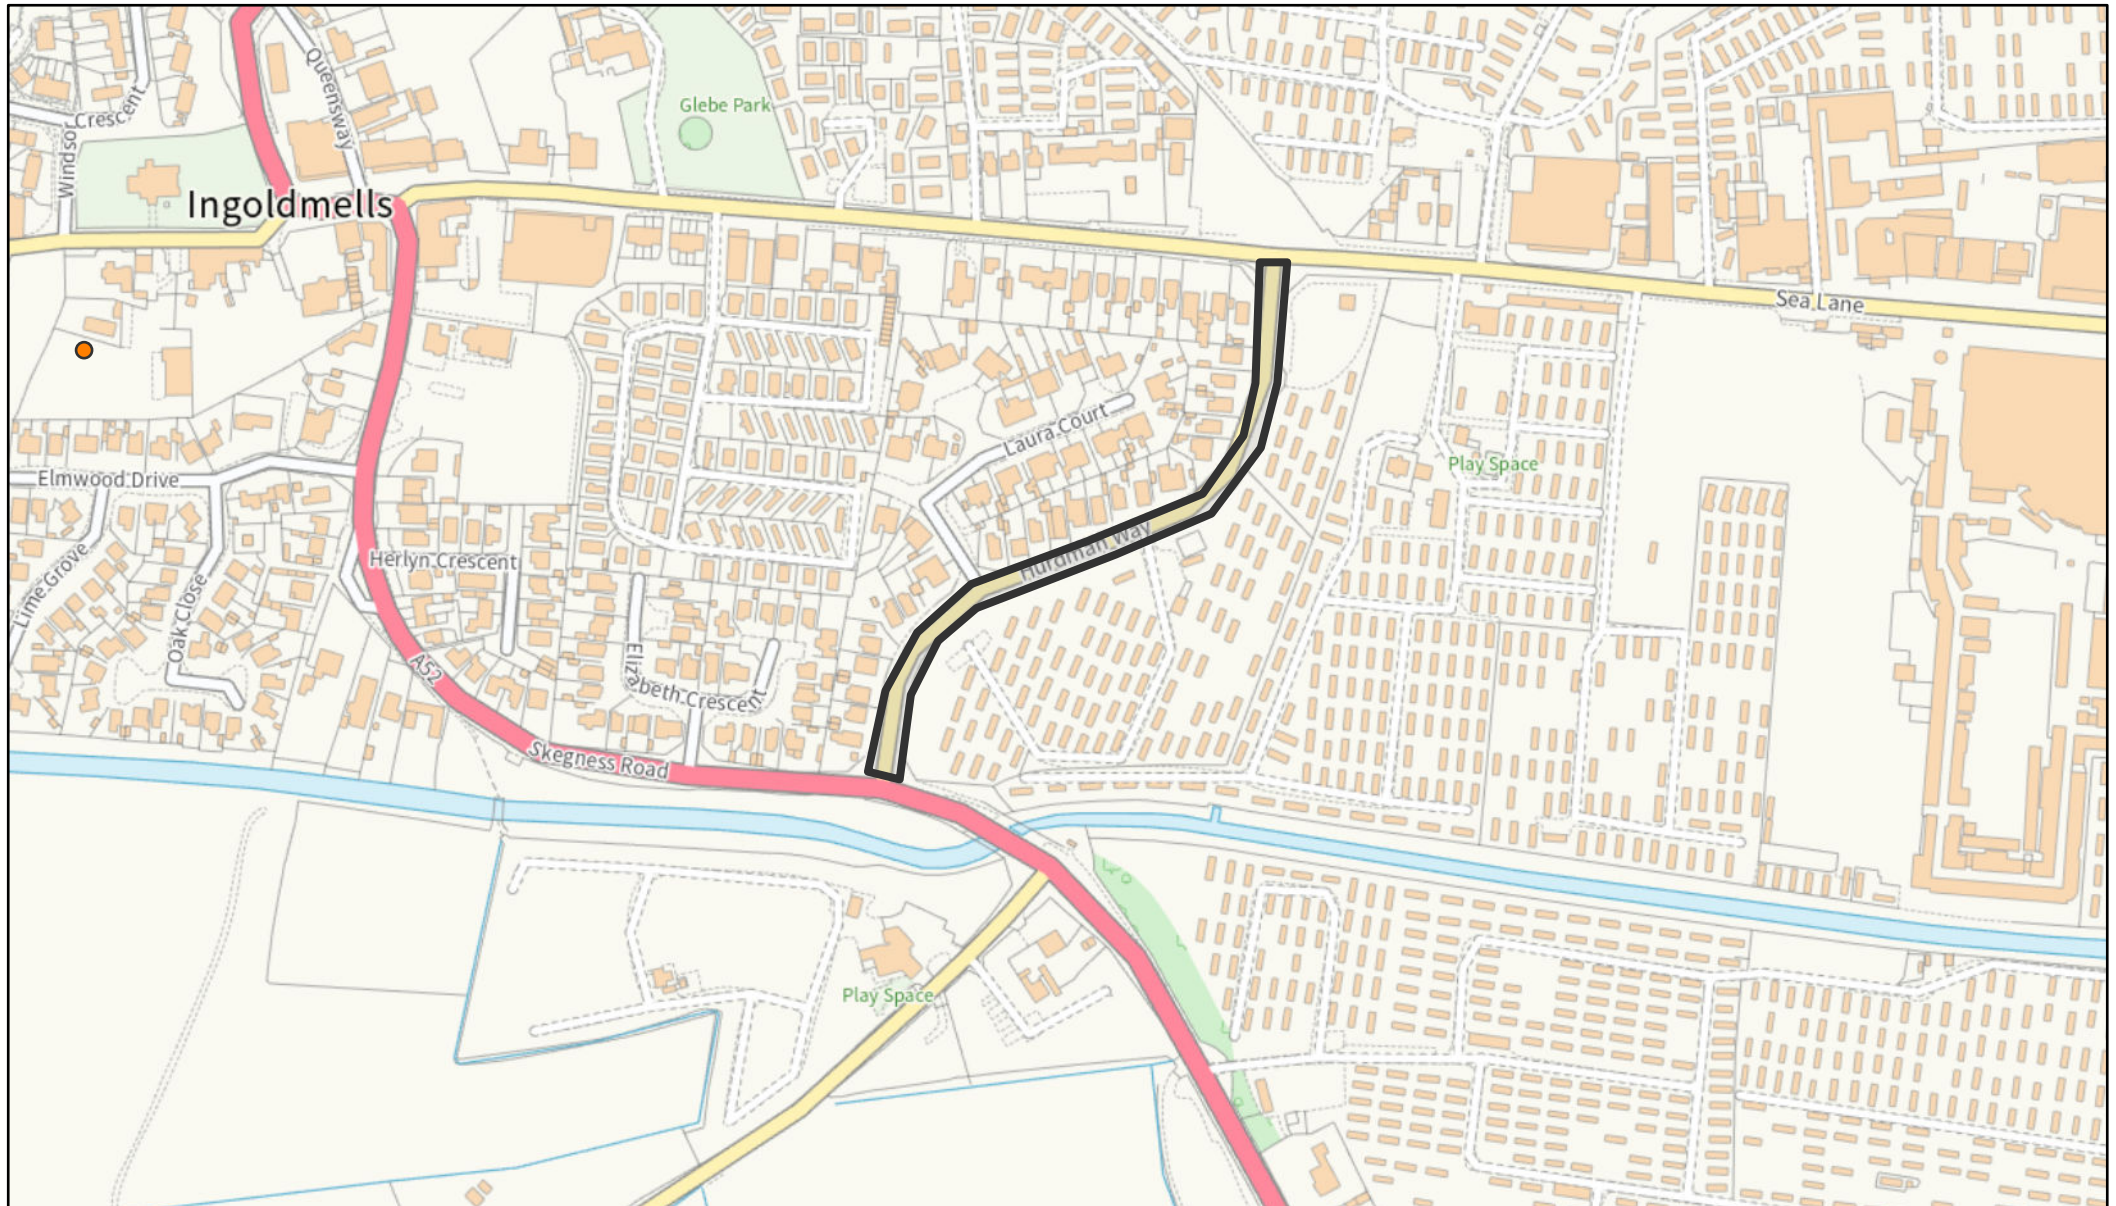 Queensway
Glebe Park
Windsor
Crescent
Ingoldmells
Sea Lane
Laura Court
Play Space
Elmwood Drive
Hurdman Way
Herlyn Crescent
Lime Grove
Oak Close
Elizabeth Crescent
A52
Skegness Road
Play Space